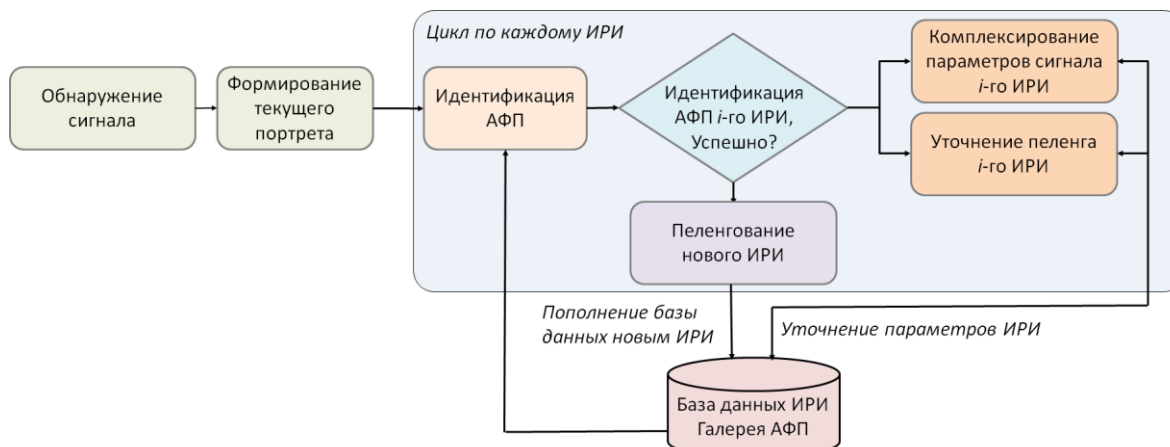 Цикл по каждому ИРИ
Обнаружение
сигнала
Формирование
текущего
портрета
Идентификация
АФП
Идентификация
АФП i-го ИРИ,
Успешно?
Комплексирование
параметров сигнала
i-го ИРИ
Уточнение пеленга
i-го ИРИ
Пеленгование
нового ИРИ
Пополнение базы
данных новым ИРИ
Уточнение параметров ИРИ
База данных ИРИ
Галерея АФП